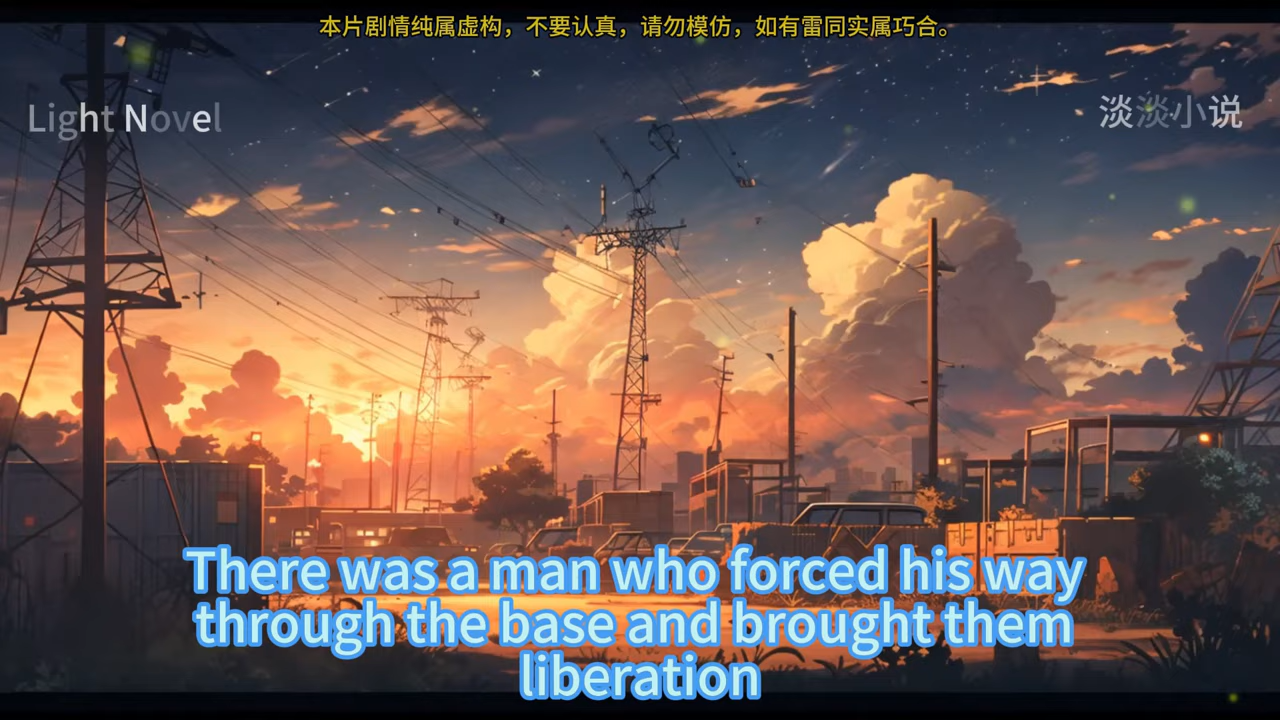 本片剧情纯属虚构，不要认真，请勿模仿，如有雷同实属巧合。
Light Novel
淡淡小说
There was a man who forced his way
through the base and brought them
liberation